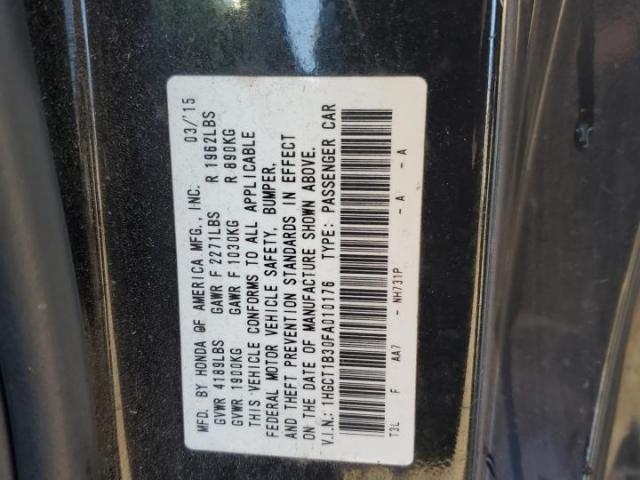 MFD. BY HONDA OF AMERICA MFG., INC. 03/'15
GVWR 4189LBS GAWR F 2271LBS R 1962LBS
GVWR 1900KG GAWR F 1030KG R 890KG
THIS VEHICLE CONFORMS TO ALL APPLICABLE
FEDERAL MOTOR VEHICLE SAFETY, BUMPER,
AND THEFT PREVENTION STANDARDS IN EFFECT
ON THE DATE OF MANUFACTURE SHOWN ABOVE.
V.I.N.: 1HGCT1B30FA010176 TYPE: PASSENGER CAR
T3L F AA7 - NH731P - A - A